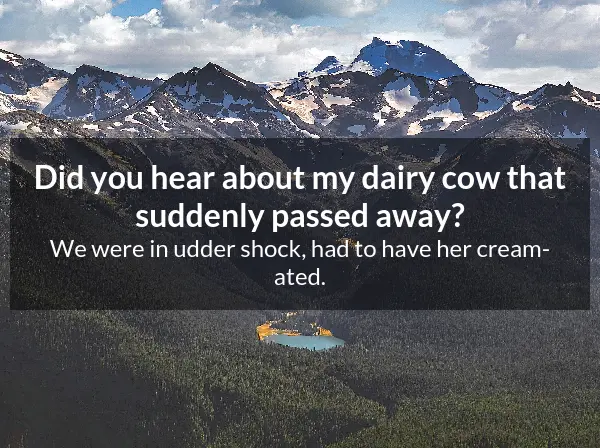 Did you hear about my dairy cow that
suddenly passed away?
We were in udder shock, had to have her cream-
ated.